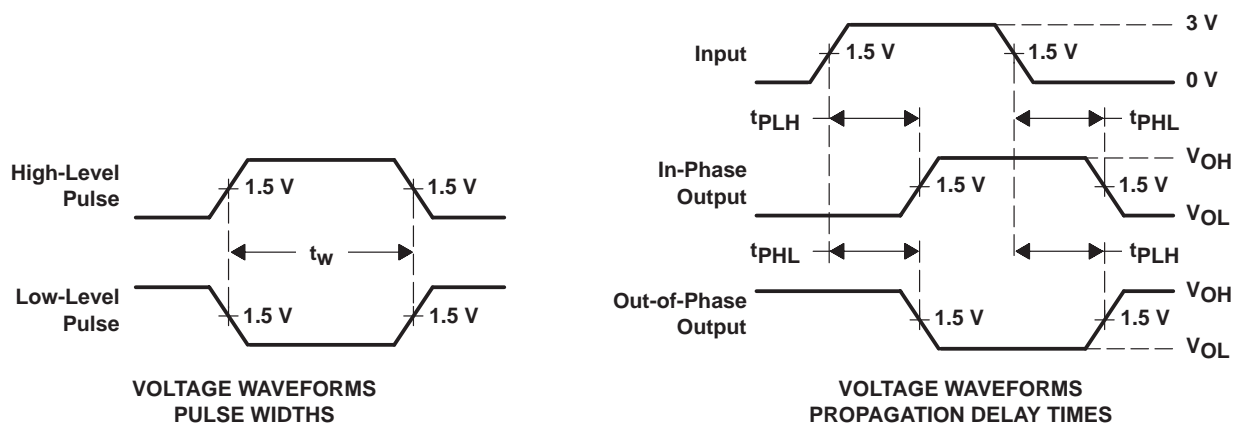 High-Level
Pulse
1.5 V
1.5 V
tw
Low-Level
Pulse
1.5 V
1.5 V
VOLTAGE WAVEFORMS
PULSE WIDTHS
Input
1.5 V
1.5 V
3 V
0 V
tPLH
tPHL
In-Phase
Output
1.5 V
1.5 V
VOH
VOL
tPHL
tPLH
Out-of-Phase
Output
1.5 V
1.5 V
VOH
VOL
VOLTAGE WAVEFORMS
PROPAGATION DELAY TIMES